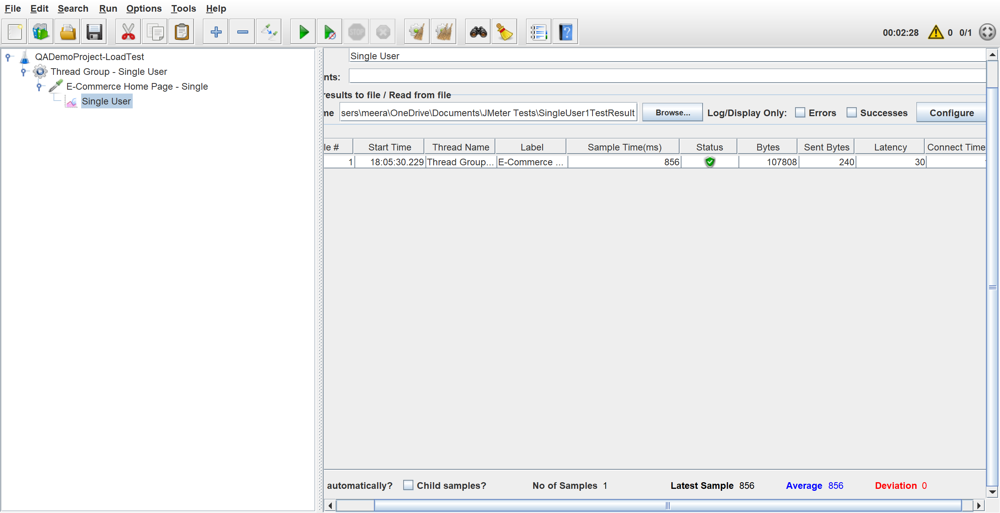 File Edit Search Run Options Tools Help
STOP
00:02:28 0 0/1
QADemoProject-LoadTest
Thread Group - Single User
E-Commerce Home Page - Single
Single User
Single User
nts:
results to file / Read from file
me sers\meera\OneDrive\Documents\JMeter Tests\SingleUser1TestResult Browse... Log/Display Only: Errors Successes Configure
le # Start Time Thread Name Label Sample Time(ms) Status Bytes Sent Bytes Latency Connect Time
1 18:05:30.229 Thread Group... E-Commerce ... 856 107808 240 30
automatically? Child samples? No of Samples 1 Latest Sample 856 Average 856 Deviation 0